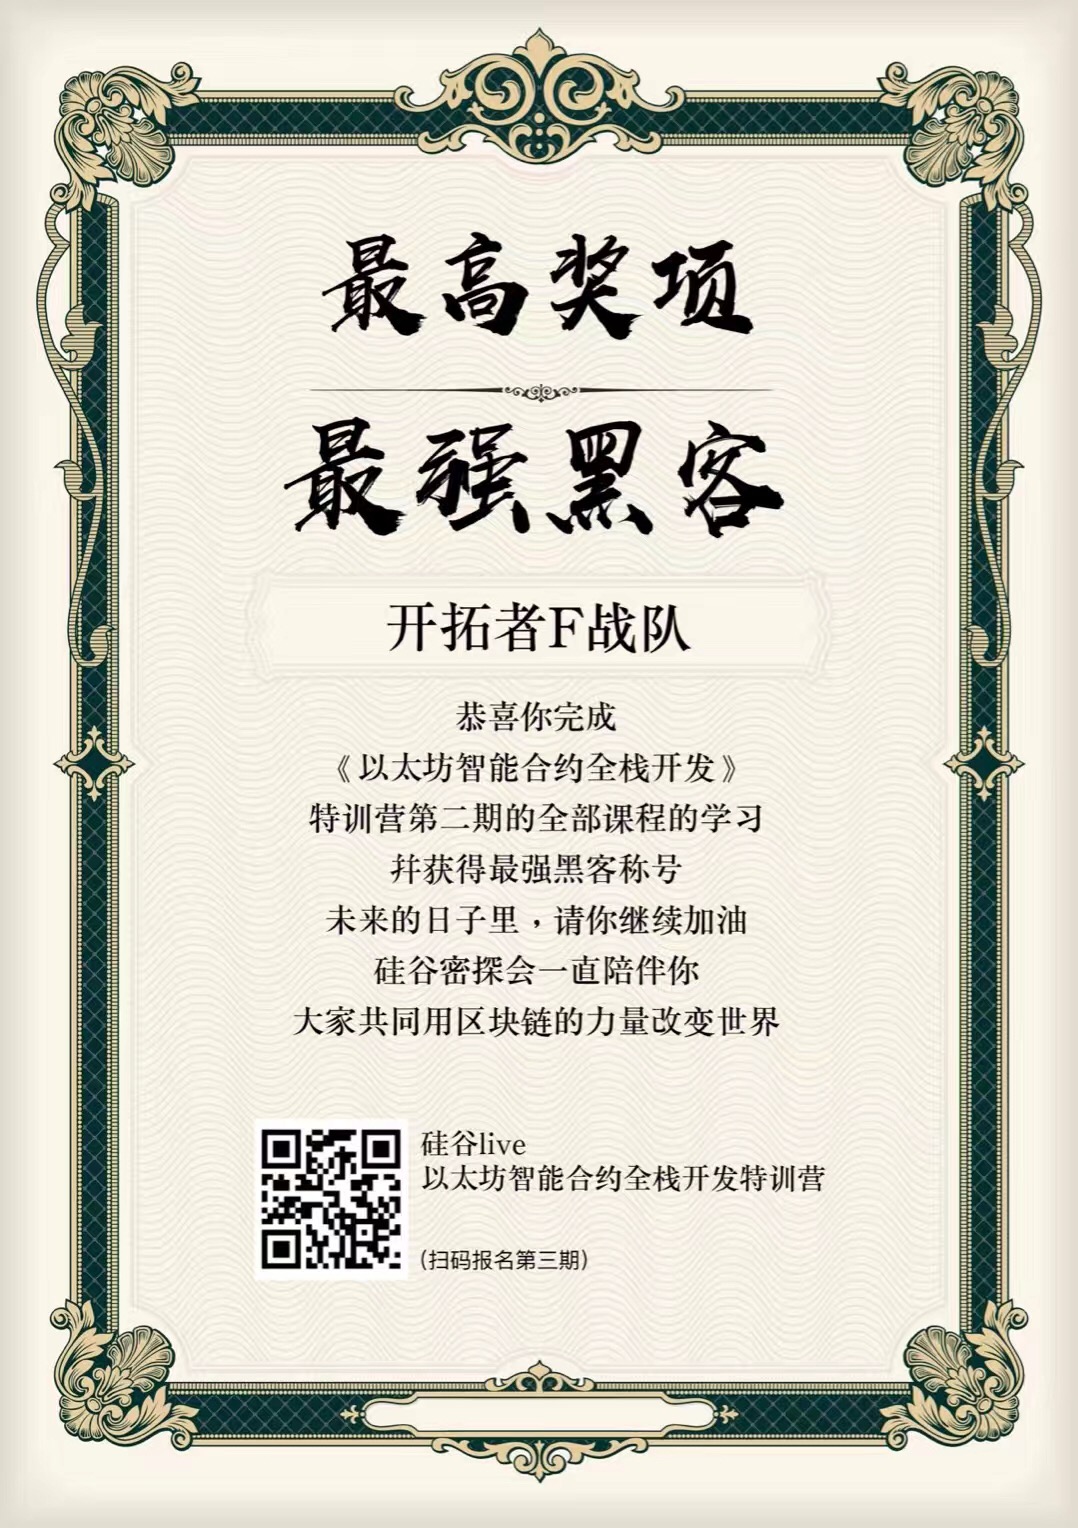 最高奖项
最强黑客
开拓者F战队
恭喜你完成
《以太坊智能合约全栈开发》
特训营第二期的全部课程的学习
并获得最强黑客称号
未来的日子里，请你继续加油
硅谷密探会一直陪伴你
大家共同用区块链的力量改变世界
硅谷live
以太坊智能合约全栈开发特训营
(扫码报名第三期)